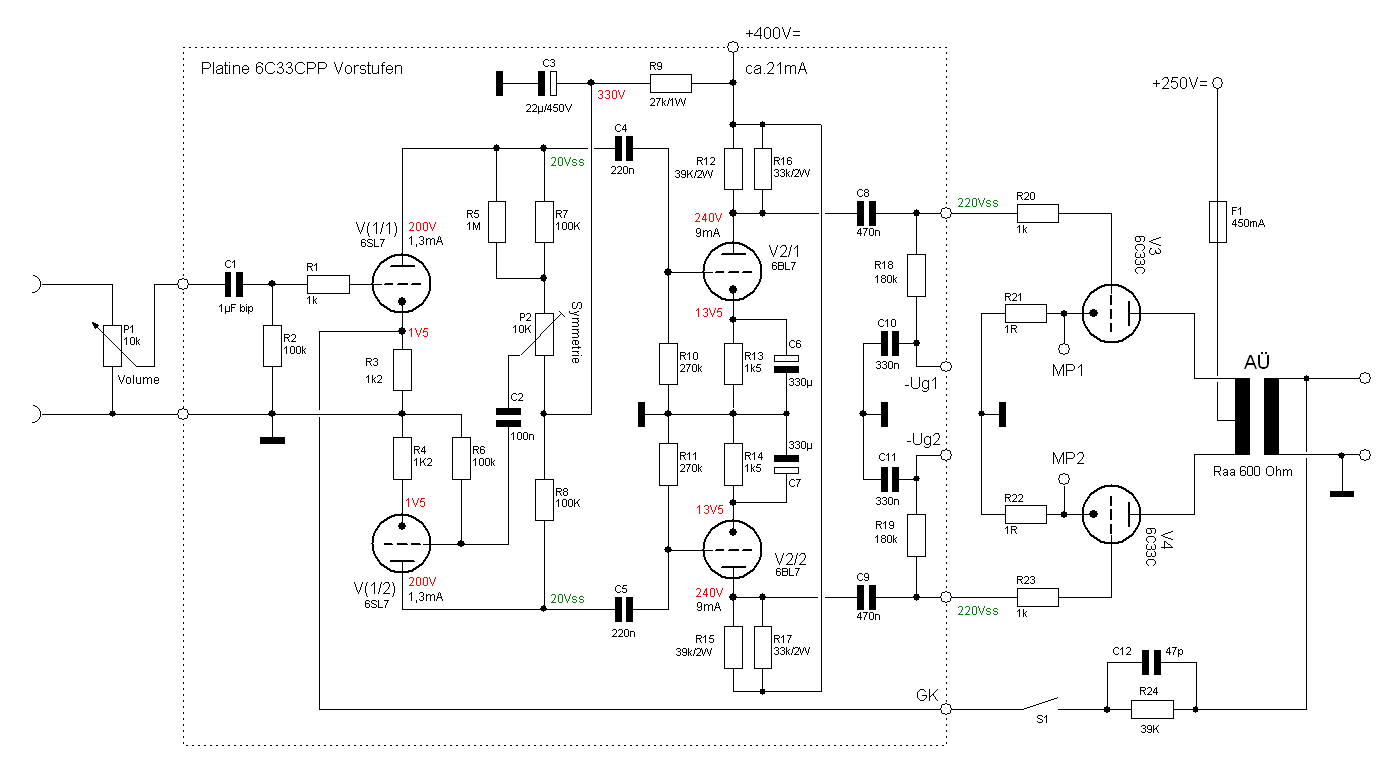 +400V=
Platine 6C33CPP Vorstufen
ca.21mA
C3
22µ/450V
330V
R9
27k/1W
+250V=
C4
220n
20Vss
R12
39K/2W
R16
33k/2W
R5
1M
R7
100K
V(1/1)
6SL7
200V
1,3mA
240V
9mA
C8
470n
220Vss
R20
1k
F1
450mA
V3
6C33C
V2/1
6BL7
C1
1µF bip
R1
1k
R18
180k
R21
1R
P1
10k
Volume
R2
100k
1V5
R3
1k2
P2
10K
Symmetrie
13V5
R10
270k
R13
1k5
C6
330µ
C10
330n
-Ug1
MP1
AÜ
C2
100n
R4
1K2
R6
100k
R11
270k
R14
1k5
330µ
C7
-Ug2
C11
330n
MP2
Raa 600 Ohm
1V5
R8
100K
13V5
R19
180k
R22
1R
V4
6C33C
V(1/2)
6SL7
200V
1,3mA
V2/2
6BL7
20Vss
C5
220n
240V
9mA
C9
470n
220Vss
R23
1k
R15
39k/2W
R17
33k/2W
GK
S1
C12
47p
R24
39K